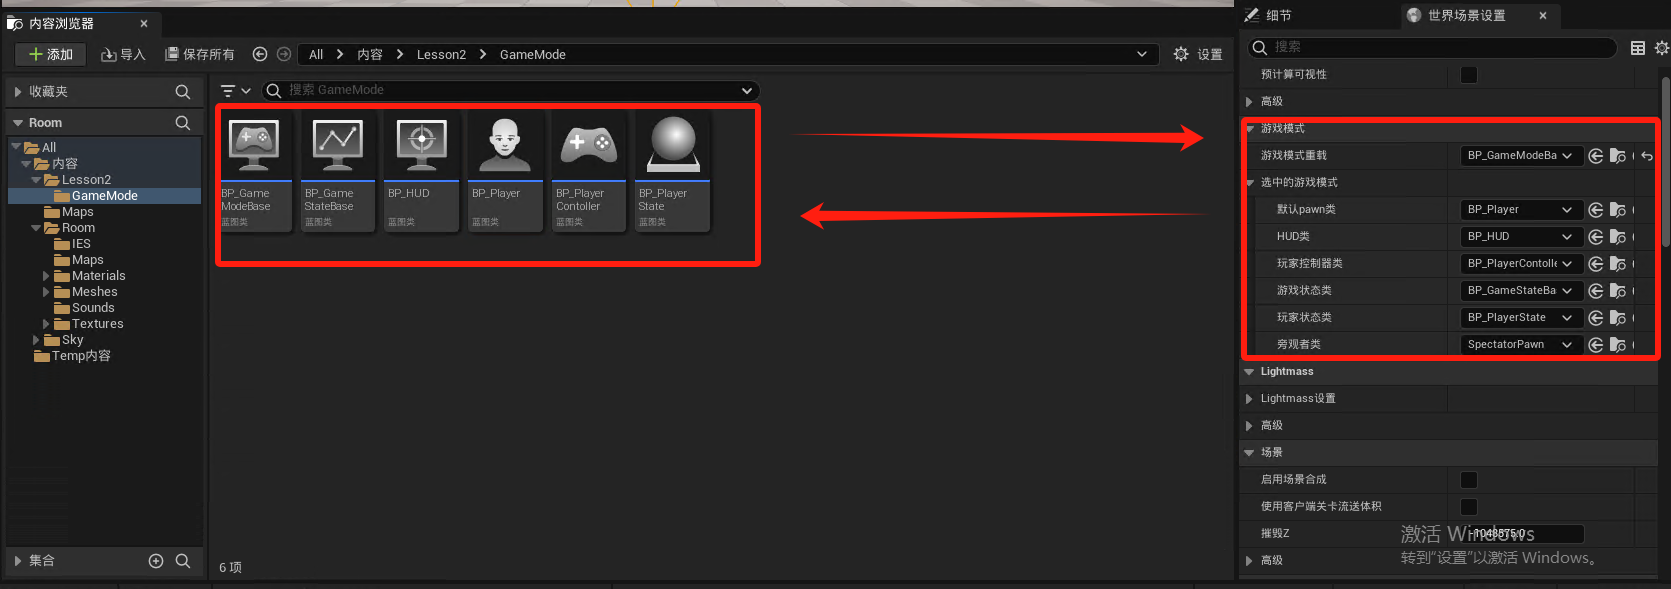 内容浏览器
添加
导入
保存所有
All
内容
Lesson2
GameMode
设置
收藏夹
Room
All
内容
Lesson2
GameMode
Maps
Room
IES
Maps
Materials
Meshes
Sounds
Textures
Sky
Temp内容
集合
搜索 GameMode
BP_Game
ModeBase
蓝图类
BP_Game
StateBase
蓝图类
BP_HUD
蓝图类
BP_Player
蓝图类
BP_Player
Contoller
蓝图类
BP_Player
State
蓝图类
6 项
细节
世界场景设置
搜索
预计算可视性
高级
游戏模式
游戏模式重载
BP_GameModeBa
选中的游戏模式
默认pawn类
BP_Player
HUD类
BP_HUD
玩家控制器类
BP_PlayerContolle
游戏状态类
BP_GameStateBa
玩家状态类
BP_PlayerState
旁观者类
SpectatorPawn
Lightmass
Lightmass设置
高级
场景
启用场景合成
使用客户端关卡流送体积
摧毁Z
-1048575.0
高级
激活 Windows
转到"设置"以激活 Windows。